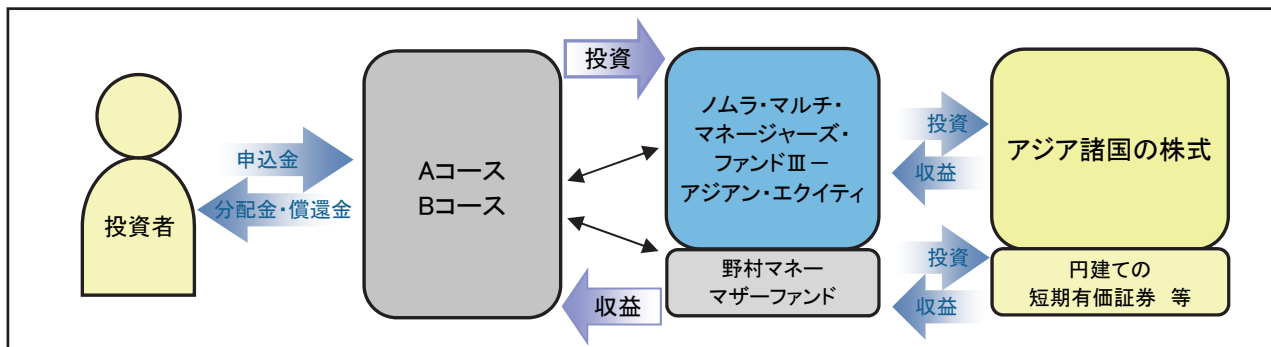 投資者
申込金
分配金・償還金
Aコース
Bコース
投資
収益
ノムラ・マルチ・
マネージャーズ・
ファンドⅢ－
アジアン・エクイティ
野村マネー
マザーファンド
投資
収益
投資
収益
アジア諸国の株式
円建ての
短期有価証券 等